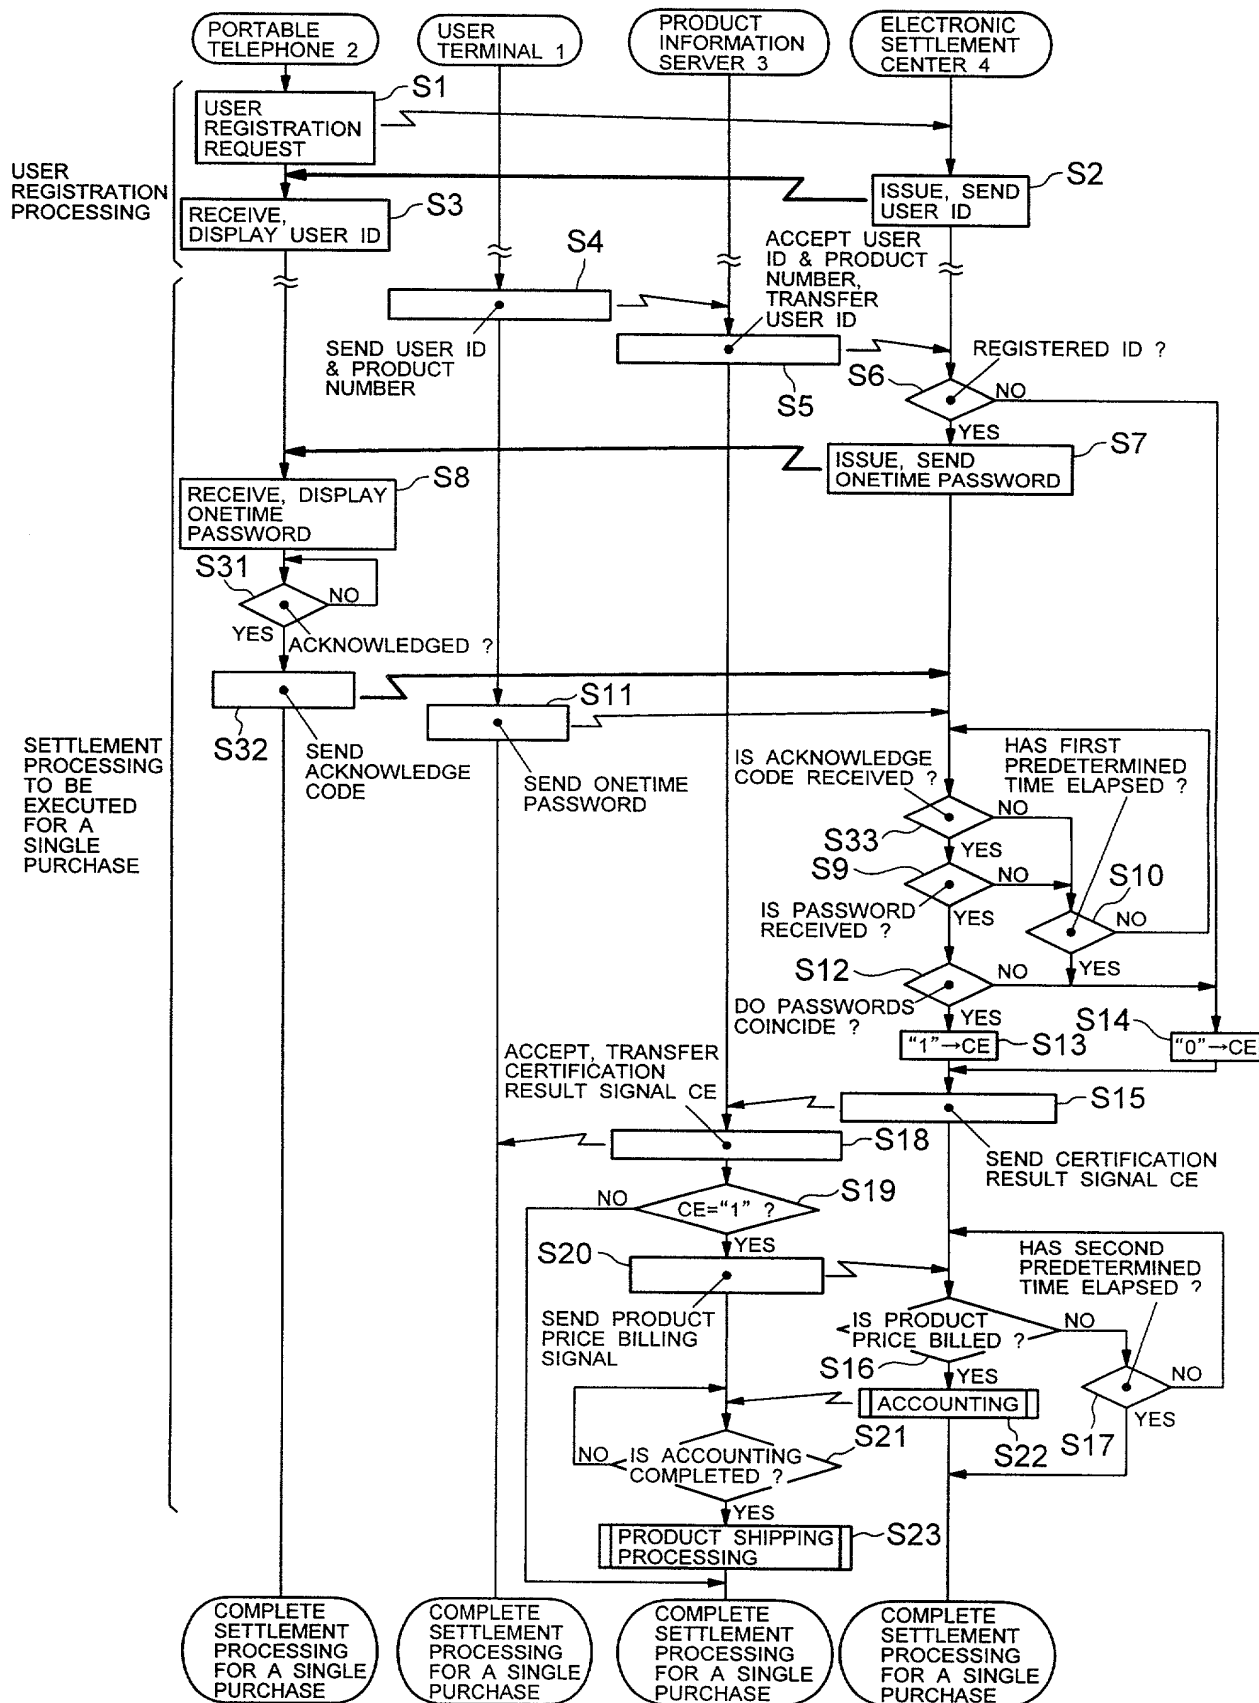 PORTABLE
TELEPHONE 2
USER
TERMINAL 1
PRODUCT
INFORMATION
SERVER 3
ELECTRONIC
SETTLEMENT
CENTER 4
S1
USER
REGISTRATION
REQUEST
USER
REGISTRATION
PROCESSING
S2
ISSUE, SEND
USER ID
S3
RECEIVE,
DISPLAY USER ID
S4
SEND USER ID
& PRODUCT
NUMBER
ACCEPT USER
ID & PRODUCT
NUMBER,
TRANSFER
USER ID
S5
REGISTERED ID ?
S6
NO
YES
S7
ISSUE, SEND
ONETIME PASSWORD
S8
RECEIVE, DISPLAY
ONETIME
PASSWORD
S31
NO
YES
ACKNOWLEDGED ?
S32
SEND
ACKNOWLEDGE
CODE
S11
SEND ONETIME
PASSWORD
SETTLEMENT
PROCESSING
TO BE
EXECUTED
FOR A
SINGLE
PURCHASE
IS ACKNOWLEDGE
CODE RECEIVED ?
HAS FIRST
PREDETERMINED
TIME ELAPSED ?
S33
NO
YES
S9
NO
YES
IS PASSWORD
RECEIVED ?
S10
NO
YES
S12
NO
YES
DO PASSWORDS
COINCIDE ?
"1"→CE
S13
S14
"0"→CE
ACCEPT, TRANSFER
CERTIFICATION
RESULT SIGNAL CE
S15
SEND CERTIFICATION
RESULT SIGNAL CE
S18
S19
CE="1" ?
NO
YES
S20
SEND PRODUCT
PRICE BILLING
SIGNAL
HAS SECOND
PREDETERMINED
TIME ELAPSED ?
IS PRODUCT
PRICE BILLED ?
NO
S16
YES
S17
NO
YES
ACCOUNTING
S22
S21
IS ACCOUNTING
COMPLETED ?
NO
YES
S23
PRODUCT SHIPPING
PROCESSING
COMPLETE
SETTLEMENT
PROCESSING
FOR A SINGLE
PURCHASE
COMPLETE
SETTLEMENT
PROCESSING
FOR A SINGLE
PURCHASE
COMPLETE
SETTLEMENT
PROCESSING
FOR A SINGLE
PURCHASE
COMPLETE
SETTLEMENT
PROCESSING
FOR A SINGLE
PURCHASE